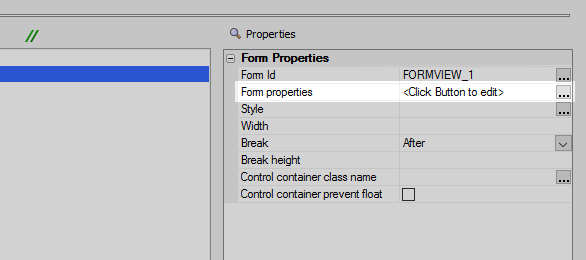 //
Properties
Form Properties
Form Id FORMVIEW_1 ...
Form properties <Click Button to edit> ...
Style ...
Width
Break After
Break height
Control container class name ...
Control container prevent float